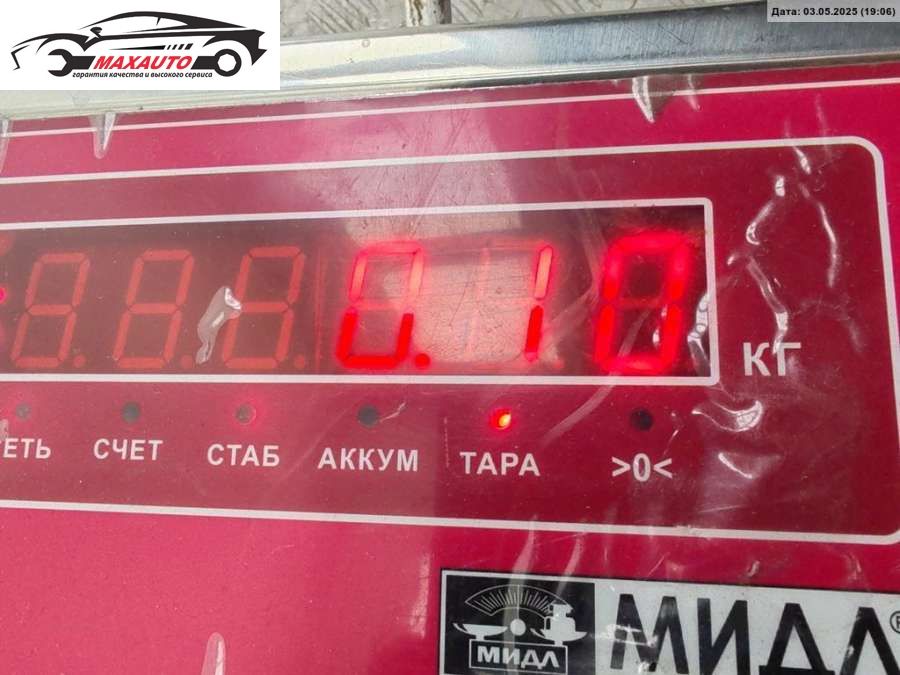 Дата: 03.05.2025 (19:06)
MAXAUTO
гарантия качества и высокого сервиса
0.10
КГ
ЕТЬ СЧЕТ СТАБ АККУМ ТАРА >0<
МИДЛ МИДЛ®